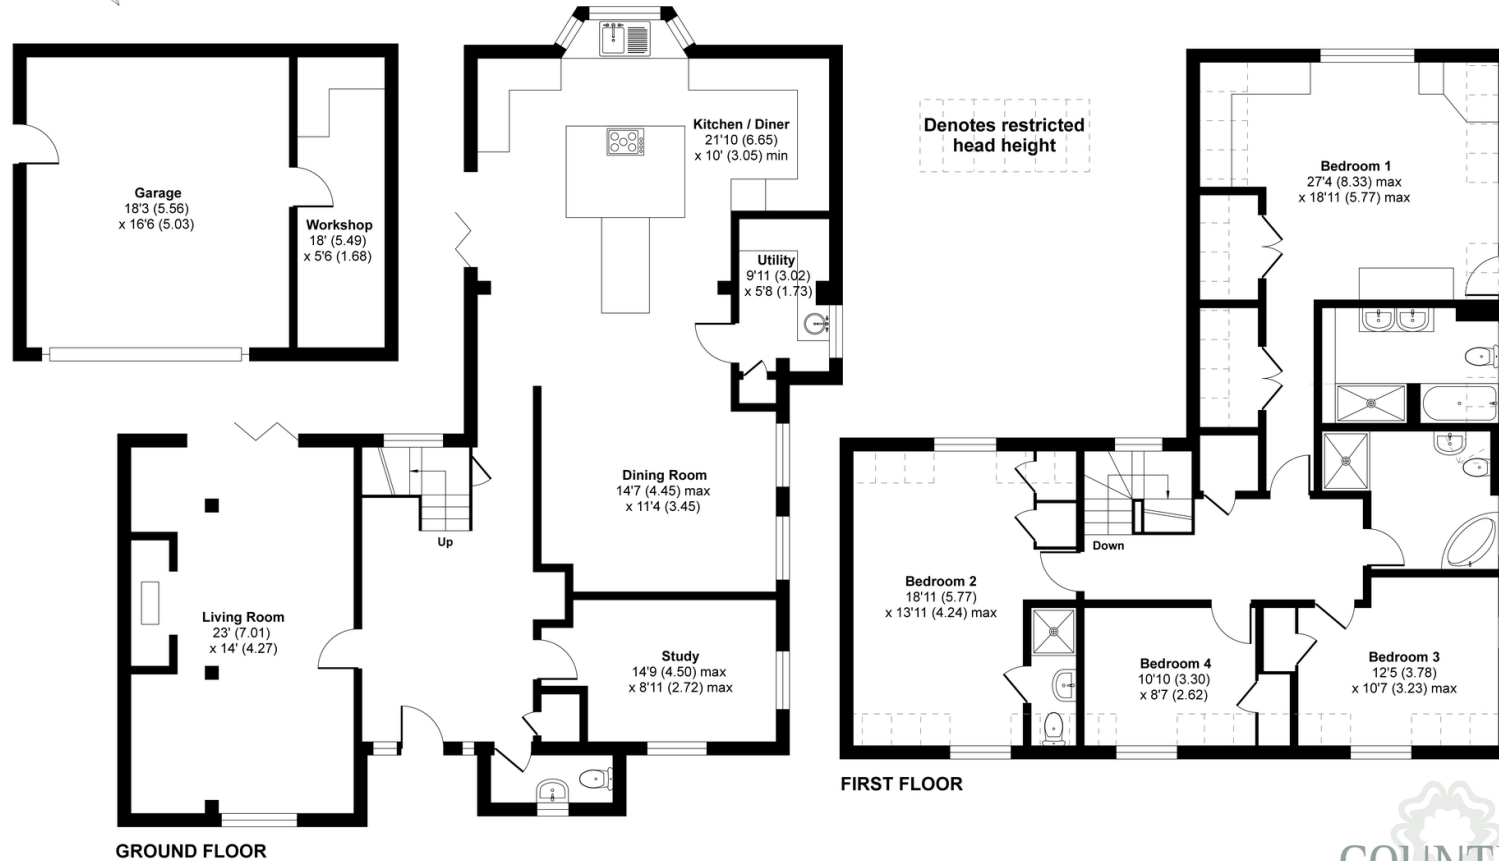 Garage
18'3 (5.56)
x 16'6 (5.03)
Workshop
18' (5.49)
x 5'6 (1.68)
Kitchen / Diner
21'10 (6.65)
x 10' (3.05) min
Utility
9'11 (3.02)
x 5'8 (1.73)
Dining Room
14'7 (4.45) max
x 11'4 (3.45)
Up
Living Room
23' (7.01)
x 14' (4.27)
Study
14'9 (4.50) max
x 8'11 (2.72) max
GROUND FLOOR
Denotes restricted
head height
Bedroom 1
27'4 (8.33) max
x 18'11 (5.77) max
Down
Bedroom 2
18'11 (5.77)
x 13'11 (4.24) max
Bedroom 4
10'10 (3.30)
x 8'7 (2.62)
Bedroom 3
12'5 (3.78)
x 10'7 (3.23) max
FIRST FLOOR